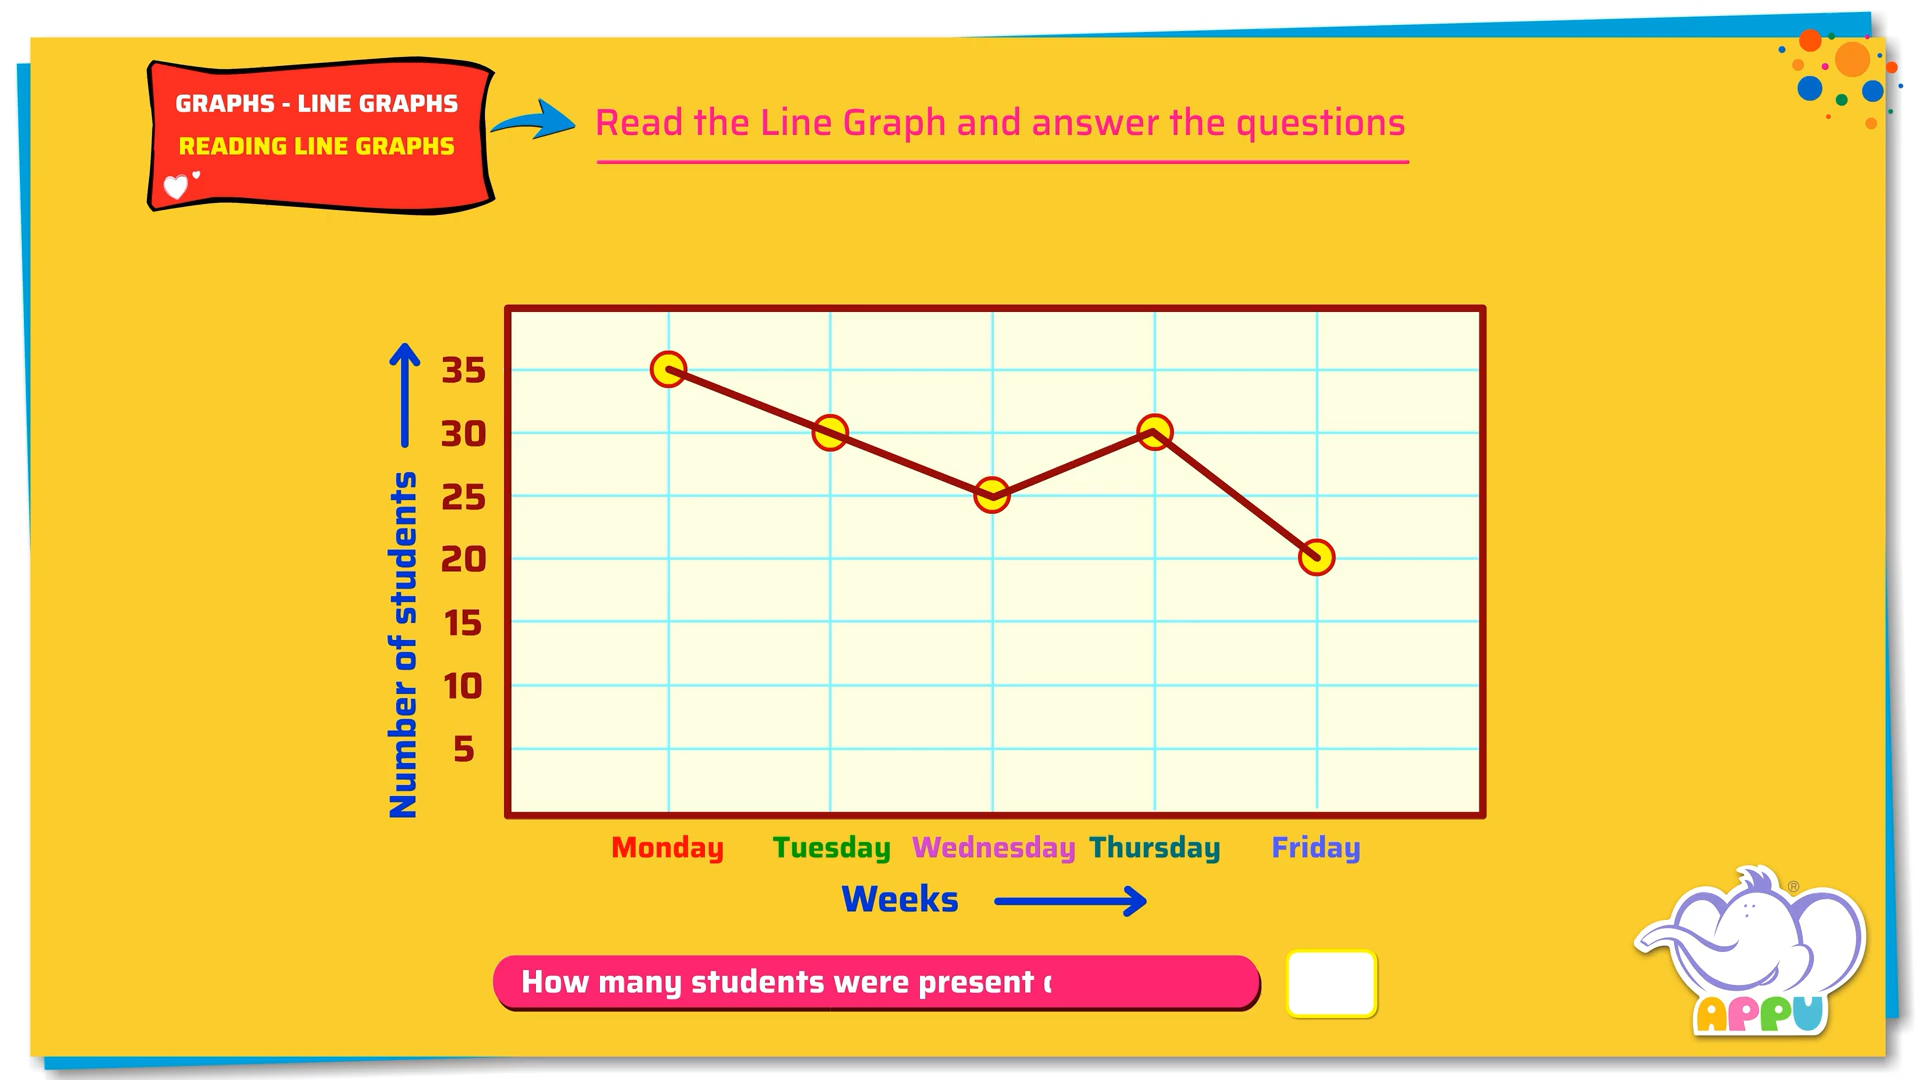 GRAPHS - LINE GRAPHS
READING LINE GRAPHS
Read the Line Graph and answer the questions
Number of students
35
30
25
20
15
10
5
Monday Tuesday Wednesday Thursday Friday
Weeks
How many students were present
®
APPU